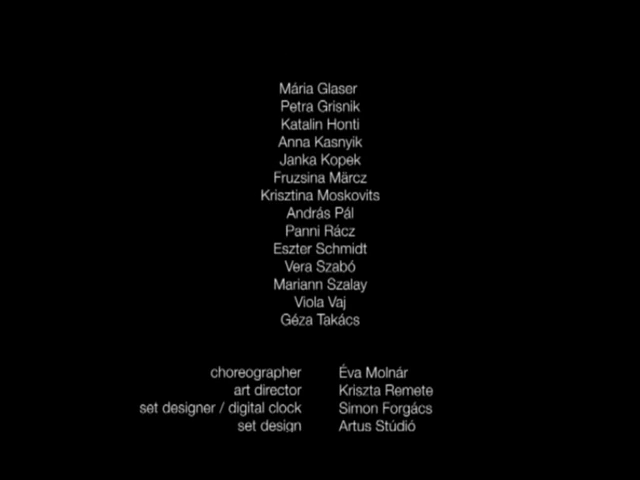 Mária Glaser
Petra Grisnik
Katalin Honti
Anna Kasnyik
Janka Kopek
Fruzsina Märcz
Krisztina Moskovits
András Pál
Panni Rácz
Eszter Schmidt
Vera Szabó
Mariann Szalay
Viola Vaj
Géza Takács
choreographer Éva Molnár
art director Kriszta Remete
set designer / digital clock Simon Forgács
set design Artus Stúdió